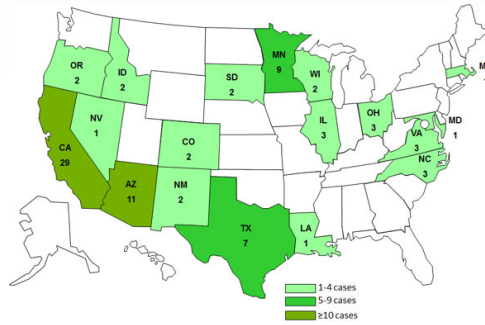 MN
9
OR
2
ID
2
SD
2
WI
2
M
NV
1
IL
3
OH
3
MD
1
CA
29
CO
2
VA
3
AZ
11
NM
2
NC
3
TX
7
LA
1
1-4 cases
5-9 cases
≥10 cases